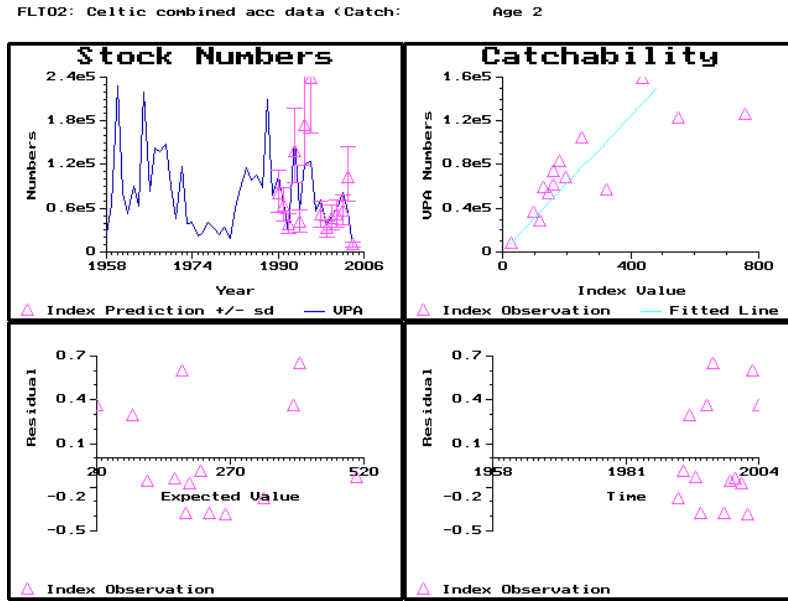 FLT02: Celtic combined acc data (Catch: Age 2
Stock Numbers
2.4e5
1.8e5
1.2e5
0.6e5
0
Numbers
1958 1974 1990 2006
Year
Index Prediction +/- sd VPA
Catchability
1.6e5
1.2e5
0.8e5
0.4e5
0
VPA Numbers
0 400 800
Index Value
Index Observation Fitted Line
0.7
0.4
0.1
-0.2
-0.5
Residual
20 270 520
Expected Value
Index Observation
0.7
0.4
0.1
-0.2
-0.5
Residual
1958 1981 2004
Time
Index Observation